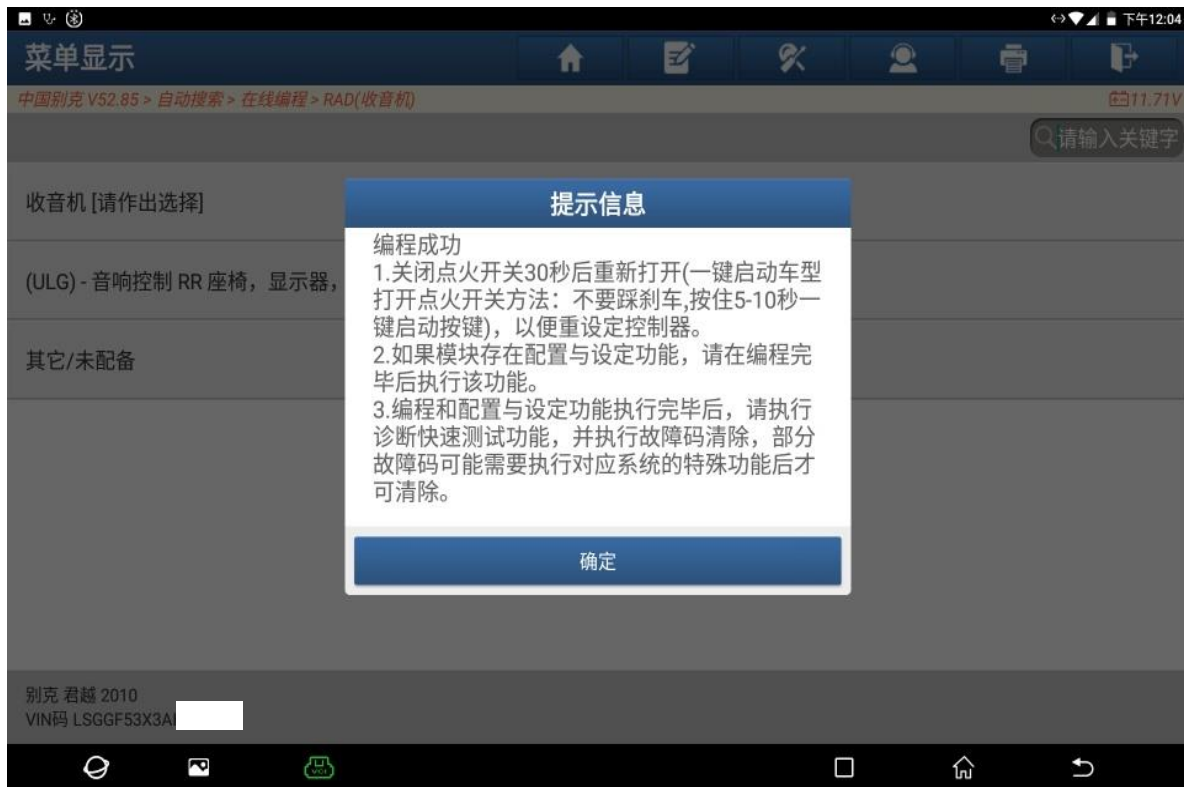 下午12:04
菜单显示
中国别克 V52.85 > 自动搜索 > 在线编程 > RAD(收音机)
11.71V
请输入关键字
收音机 [请作出选择]
(ULG) - 音响控制 RR 座椅，显示器，
其它/未配备
提示信息
编程成功
1.关闭点火开关30秒后重新打开(一键启动车型
打开点火开关方法：不要踩刹车,按住5-10秒一
键启动按键)，以便重设定控制器。
2.如果模块存在配置与设定功能，请在编程完
毕后执行该功能。
3.编程和配置与设定功能执行完毕后，请执行
诊断快速测试功能，并执行故障码清除，部分
故障码可能需要执行对应系统的特殊功能后才
可清除。
确定
别克 君越 2010
VIN码 LSGGF53X3A
VCI